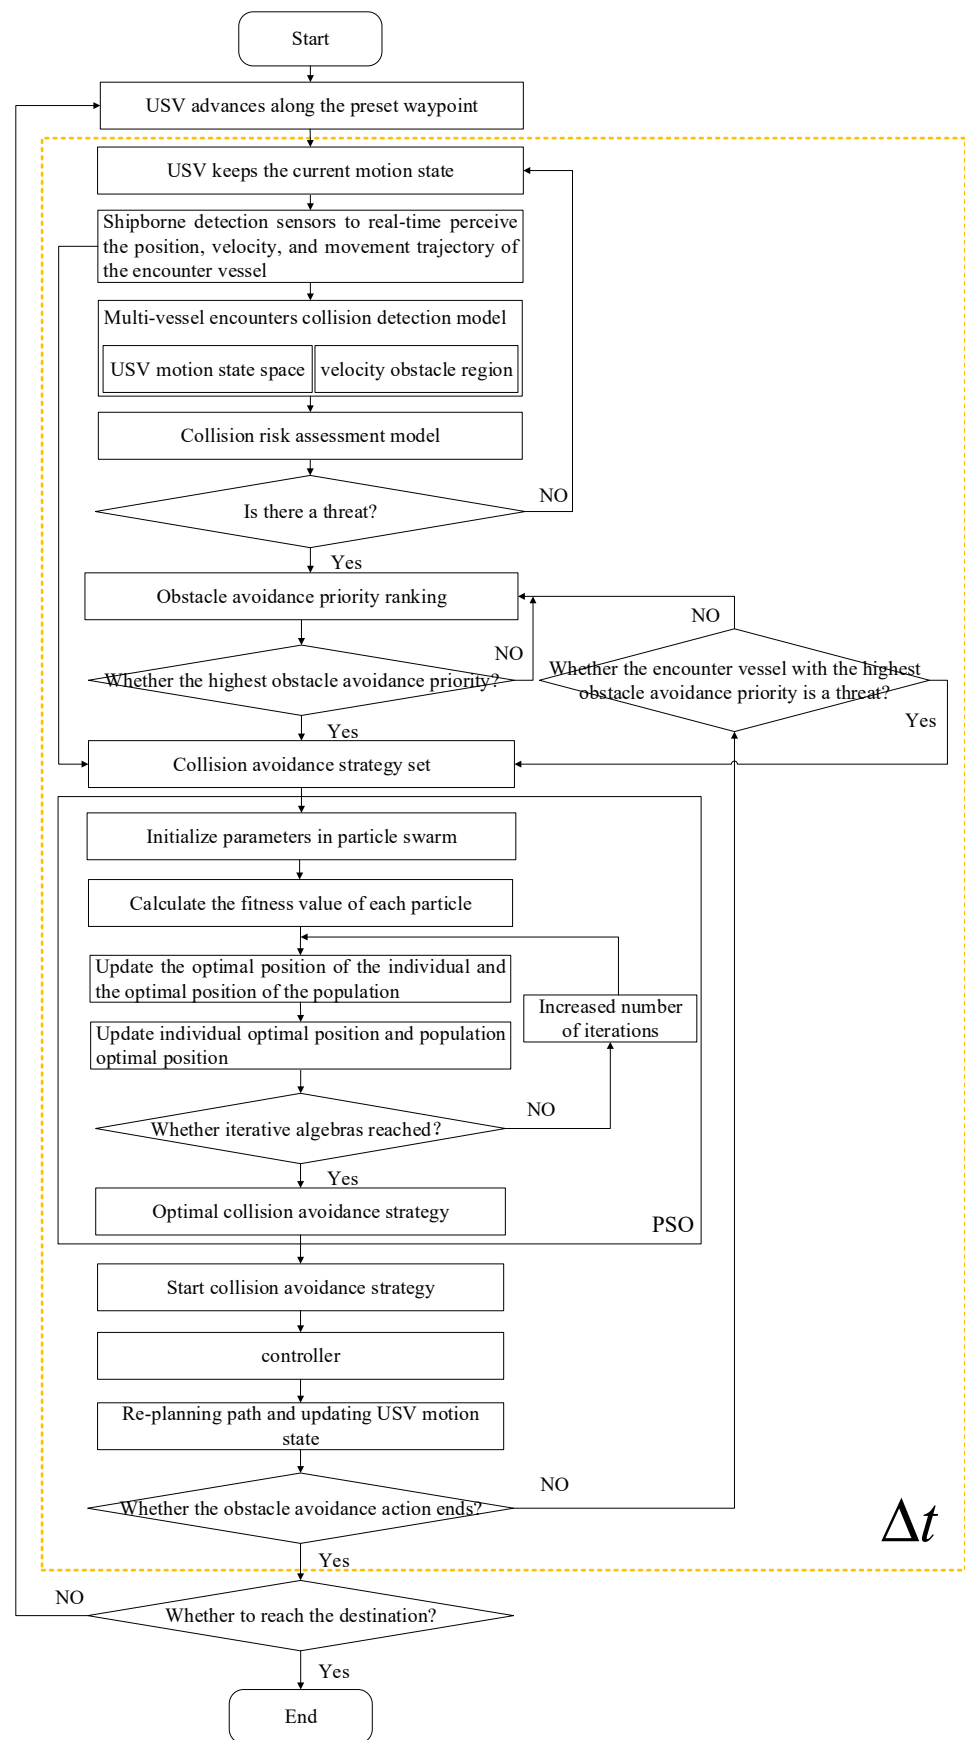 Start
USV advances along the preset waypoint
USV keeps the current motion state
Shipborne detection sensors to real-time perceive
the position, velocity, and movement trajectory of
the encounter vessel
Multi-vessel encounters collision detection model
USV motion state space
velocity obstacle region
Collision risk assessment model
Is there a threat?
NO
Yes
Obstacle avoidance priority ranking
NO
Whether the highest obstacle avoidance priority?
NO
Whether the encounter vessel with the highest
obstacle avoidance priority is a threat?
Yes
Yes
Collision avoidance strategy set
Initialize parameters in particle swarm
Calculate the fitness value of each particle
Update the optimal position of the individual and
the optimal position of the population
Increased number
of iterations
Update individual optimal position and population
optimal position
NO
Whether iterative algebras reached?
Yes
Optimal collision avoidance strategy
PSO
Start collision avoidance strategy
controller
Re-planning path and updating USV motion
state
NO
Whether the obstacle avoidance action ends?
Δt
Yes
NO
Whether to reach the destination?
Yes
End